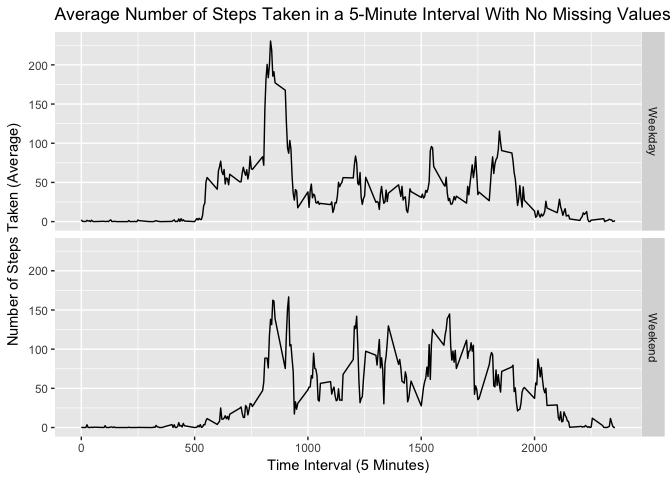 Average Number of Steps Taken in a 5-Minute Interval With No Missing Values
Number of Steps Taken (Average)
200
150
100
50
0
Weekday
200
150
100
50
0
Weekend
0 500 1000 1500 2000
Time Interval (5 Minutes)